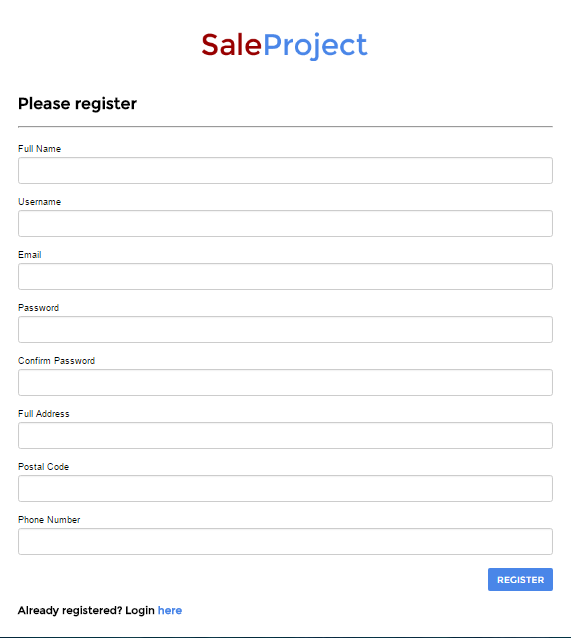 SaleProject
Please register
Full Name
Username
Email
Password
Confirm Password
Full Address
Postal Code
Phone Number
REGISTER
Already registered? Login here